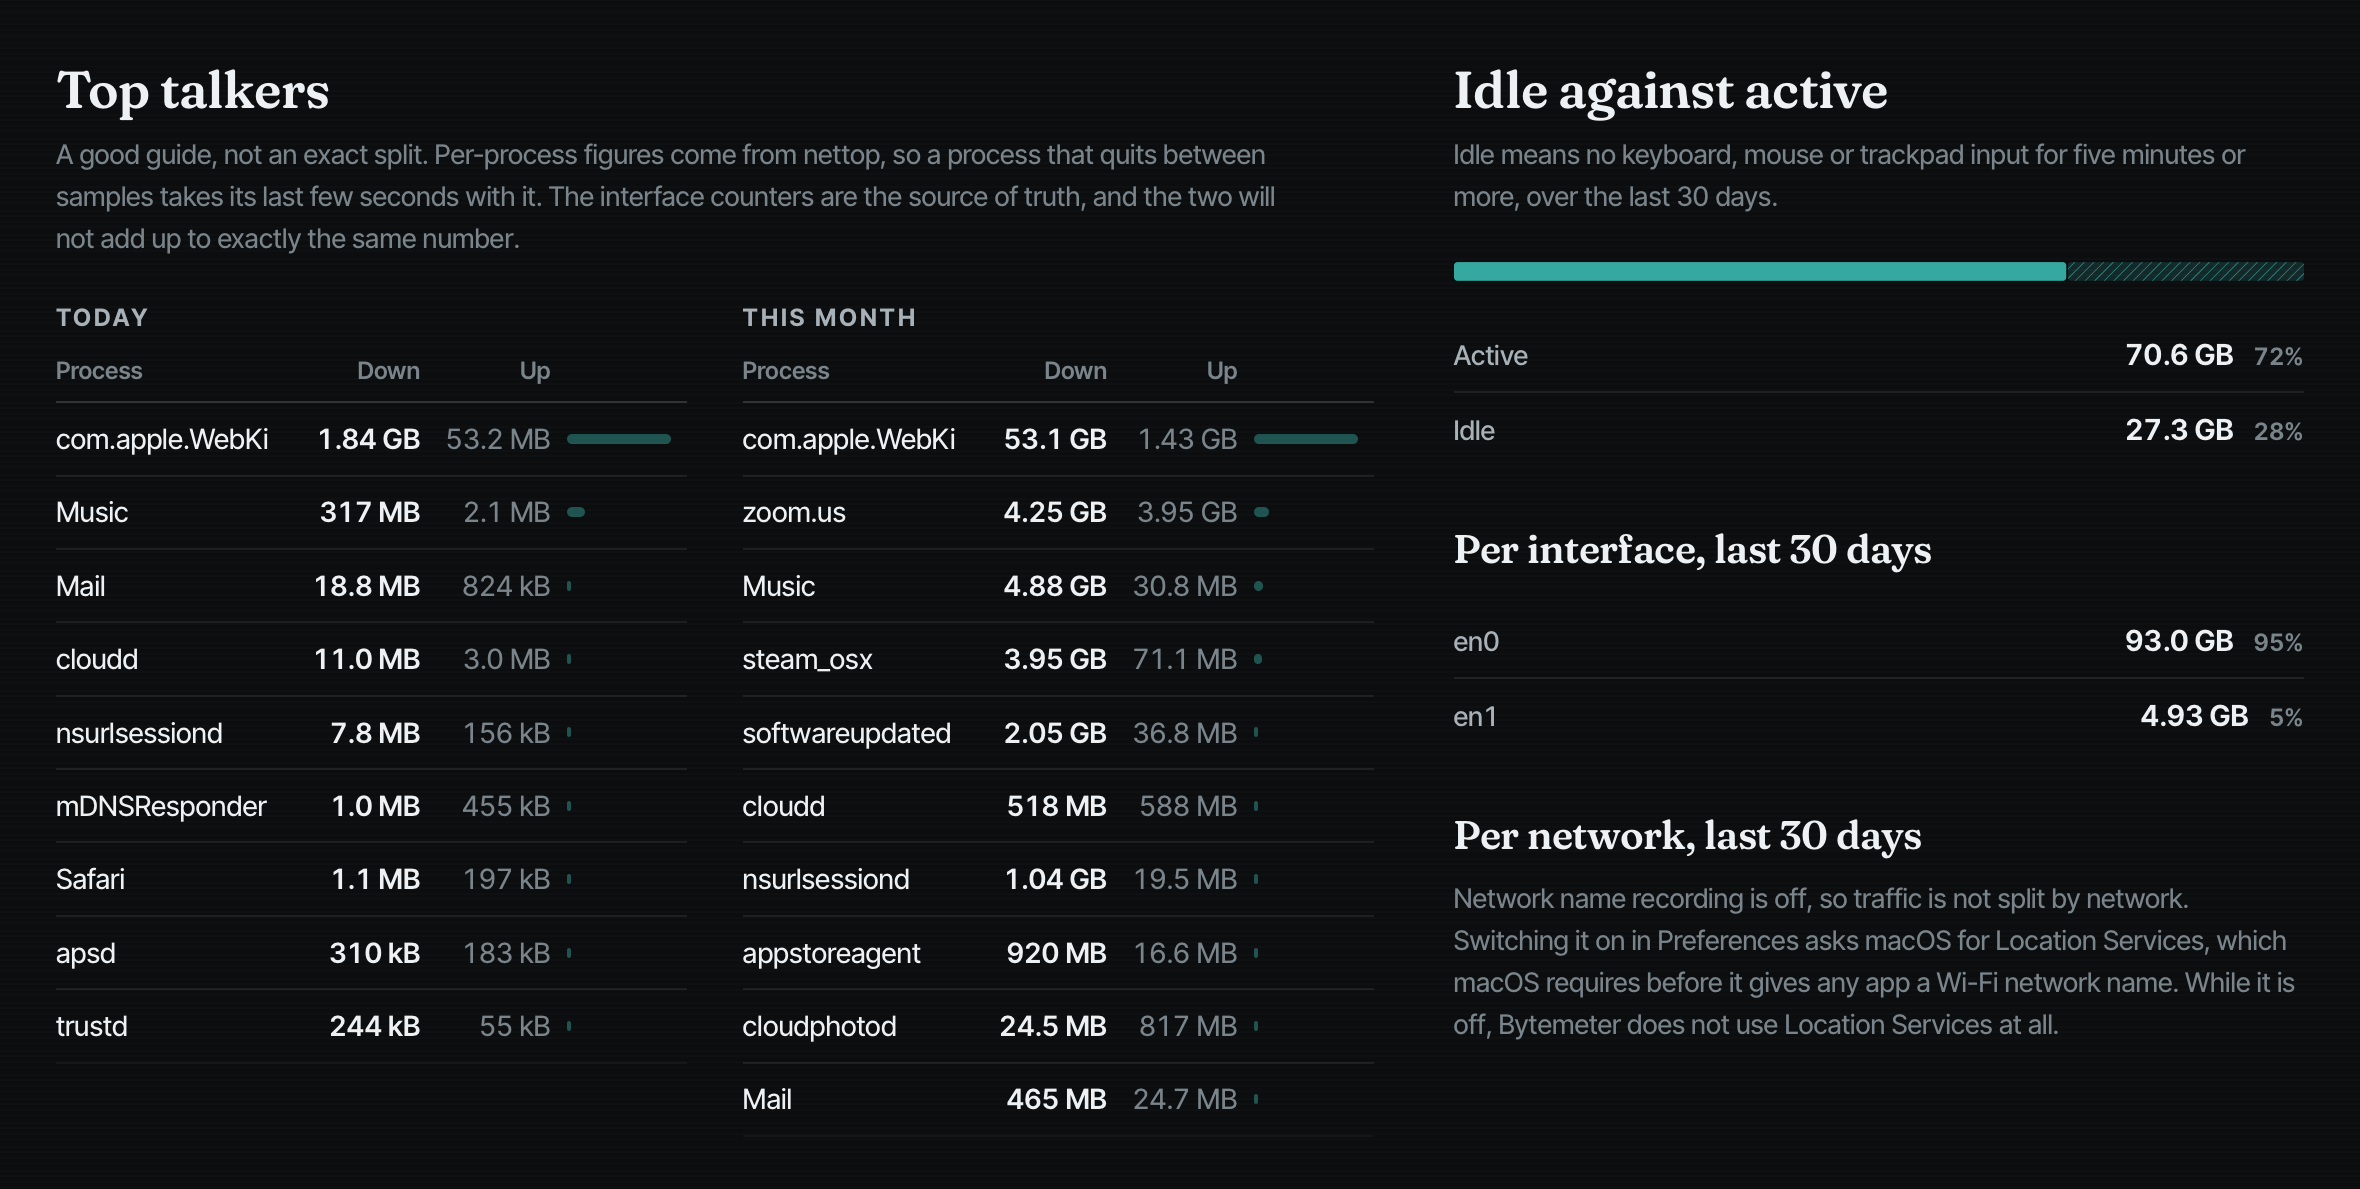 Top talkers
A good guide, not an exact split. Per-process figures come from nettop, so a process that quits between
samples takes its last few seconds with it. The interface counters are the source of truth, and the two will
not add up to exactly the same number.
TODAY
Process Down Up
com.apple.WebKi 1.84 GB 53.2 MB
Music 317 MB 2.1 MB
Mail 18.8 MB 824 kB
cloudd 11.0 MB 3.0 MB
nsurlsessiond 7.8 MB 156 kB
mDNSResponder 1.0 MB 455 kB
Safari 1.1 MB 197 kB
apsd 310 kB 183 kB
trustd 244 kB 55 kB
THIS MONTH
Process Down Up
com.apple.WebKi 53.1 GB 1.43 GB
zoom.us 4.25 GB 3.95 GB
Music 4.88 GB 30.8 MB
steam_osx 3.95 GB 71.1 MB
softwareupdated 2.05 GB 36.8 MB
cloudd 518 MB 588 MB
nsurlsessiond 1.04 GB 19.5 MB
appstoreagent 920 MB 16.6 MB
cloudphotod 24.5 MB 817 MB
Mail 465 MB 24.7 MB
Idle against active
Idle means no keyboard, mouse or trackpad input for five minutes or
more, over the last 30 days.
Active 70.6 GB 72%
Idle 27.3 GB 28%
Per interface, last 30 days
en0 93.0 GB 95%
en1 4.93 GB 5%
Per network, last 30 days
Network name recording is off, so traffic is not split by network.
Switching it on in Preferences asks macOS for Location Services, which
macOS requires before it gives any app a Wi-Fi network name. While it is
off, Bytemeter does not use Location Services at all.